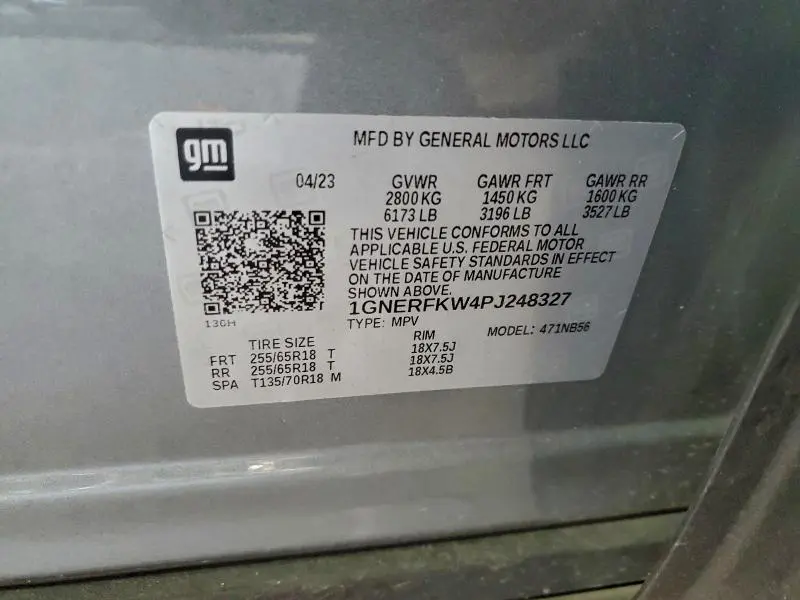 gm
MFD BY GENERAL MOTORS LLC
04/23 GVWR GAWR FRT GAWR RR
2800 KG 1450 KG 1600 KG
6173 LB 3196 LB 3527 LB
THIS VEHICLE CONFORMS TO ALL
APPLICABLE U.S. FEDERAL MOTOR
VEHICLE SAFETY STANDARDS IN EFFECT
ON THE DATE OF MANUFACTURE
SHOWN ABOVE.
1GNERFKW4PJ248327
TYPE: MPV MODEL: 471NB56
TIRE SIZE RIM
FRT 255/65R18 T 18X7.5J
RR 255/65R18 T 18X7.5J
SPA T135/70R18 M 18X4.5B